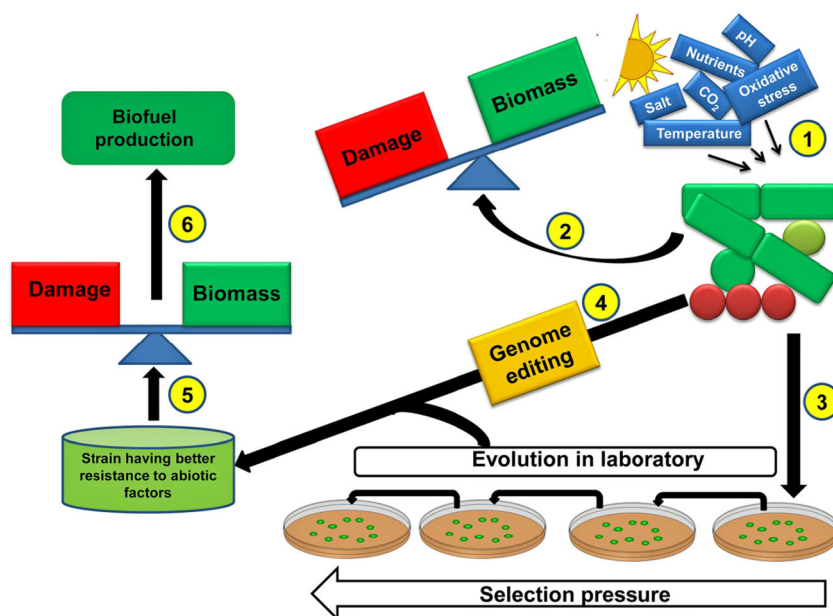 pH
Nutrients
Oxidative
stress
CO₂
Salt
Temperature
1
Biomass
Damage
2
Biofuel
production
6
Damage
Biomass
4
Genome
editing
3
5
Strain having better
resistance to abiotic
factors
Evolution in laboratory
Selection pressure